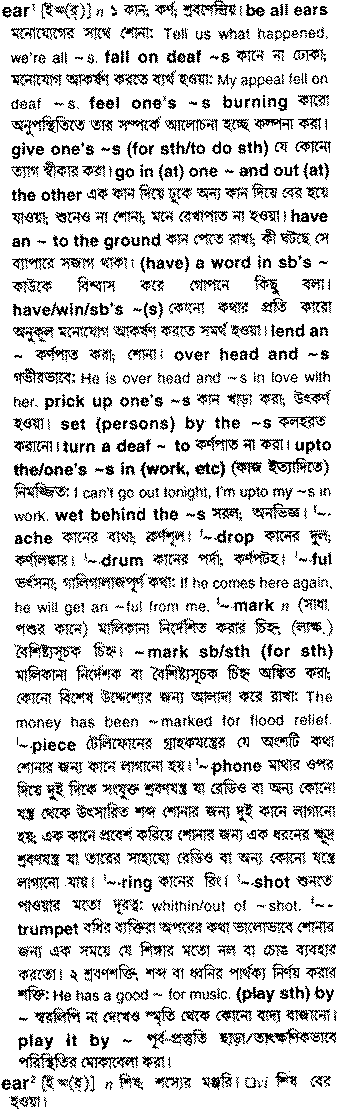 ear¹ [ইঅ্যা(র্)] n ১ কান; কর্ণ; শ্রবণেন্দ্রিয়। be all ears
মনোযোগের সাথে শোনা: Tell us what happened,
we're all ~s. fall on deaf ~s কানে না ঢোকা;
মনোযোগ আকর্ষণ করতে ব্যর্থ হওয়া: My appeal fell on
deaf ~s. feel one's ~s burning কারো
অনুপস্থিতিতে তার সম্পর্কে আলোচনা হচ্ছে কল্পনা করা।
give one's ~s (for sth/to do sth) যে কোনো
ত্যাগ স্বীকার করা। go in (at) one ~ and out (at)
the other এক কান দিয়ে ঢুকে অন্য কান দিয়ে বের হয়ে
যাওয়া; শুনেও না শোনা; মনে রেখাপাত না হওয়া। have
an ~ to the ground কান পেতে রাখা; কী ঘটছে সে
ব্যাপারে সজাগ থাকা। (have) a word in sb's ~
কাউকে বিশ্বাস করে গোপনে কিছু বলা।
have/win/sb's ~(s) কোনো কথার প্রতি কারো
অনুকূল মনোযোগ আকর্ষণ করতে সমর্থ হওয়া। lend an
~ কর্ণপাত করা; শোনা। over head and ~s
গভীরভাবে: He is over head and ~s in love with
her. prick up one's ~s কান খাড়া করা; উৎকর্ণ
হওয়া। set (persons) by the ~s কলহরত
করানো। turn a deaf ~ to কর্ণপাত না করা। upto
the/one's ~s in (work, etc) (কাজ ইত্যাদিতে)
নিমজ্জিত: I can't go out tonight, I'm upto my ~s in
work. wet behind the ~s সরল; অনভিজ্ঞ। ꞌ~-
ache কানের ব্যথা; কর্ণশূল। ꞌ~-drop কানের দুল;
কর্ণালঙ্কার। ꞌ~-drum কানের পর্দা; কর্ণপটহ। ꞌ~-ful
ভর্ৎসনা; গালিগালাজপূর্ণ কথা: If he comes here again,
he will get an ~ful from me. ꞌ~-mark n (সাধা.
পশুর কানে) মালিকানা নির্দেশিত করার চিহ্ন; (লাক্ষ.)
বৈশিষ্ট্যসূচক চিহ্ন। ~mark sb/sth (for sth)
মালিকানা নির্দেশক বা বৈশিষ্ট্যসূচক চিহ্ন অঙ্কিত করা;
কোনো বিশেষ উদ্দেশ্যের জন্য আলাদা করে রাখা: The
money has been ~marked for flood relief.
ꞌ~-piece টেলিফোনের গ্রাহকযন্ত্রের যে অংশটি কথা
শোনার জন্য কানে লাগানো হয়। ꞌ~-phone মাথার ওপর
দিয়ে দুই দিকে সংযুক্ত শ্রবণযন্ত্র যা রেডিও বা অন্য কোনো
যন্ত্র থেকে উৎসারিত শব্দ শোনার জন্য দুই কানে লাগানো
হয়; এক কানে প্রবেশ করিয়ে শোনার জন্য এক ধরনের ক্ষুদ্র
শ্রবণযন্ত্র যা তারের সাহায্যে রেডিও বা অন্য কোনো যন্ত্রে
লাগানো যায়। ꞌ~-ring কানের রিং। ꞌ~-shot শুনতে
পাওয়ার মতো দূরত্ব: whithin/out of ~shot. ꞌ~-
trumpet বধির ব্যক্তিরা অপরের কথা ভালোভাবে শোনার
জন্য এক সময়ে যে শিঙ্গার মতো নল বা চোঙ ব্যবহার
করতো। ২ শ্রবণশক্তি; শব্দ বা ধ্বনির পার্থক্য নির্ণয় করার
শক্তি: He has a good ~ for music. (play sth) by
~ স্বরলিপি না দেখেও স্মৃতি থেকে কোনো বাদ্য বাজানো।
play it by ~ পূর্ব-প্রস্তুতি ছাড়া/তাৎক্ষণিকভাবে
পরিস্থিতির মোকাবেলা করা।
ear² [ইঅ্যা(র্)] n শিষ; শস্যের মঞ্জরি। □vi শিষ বের
হওয়া।